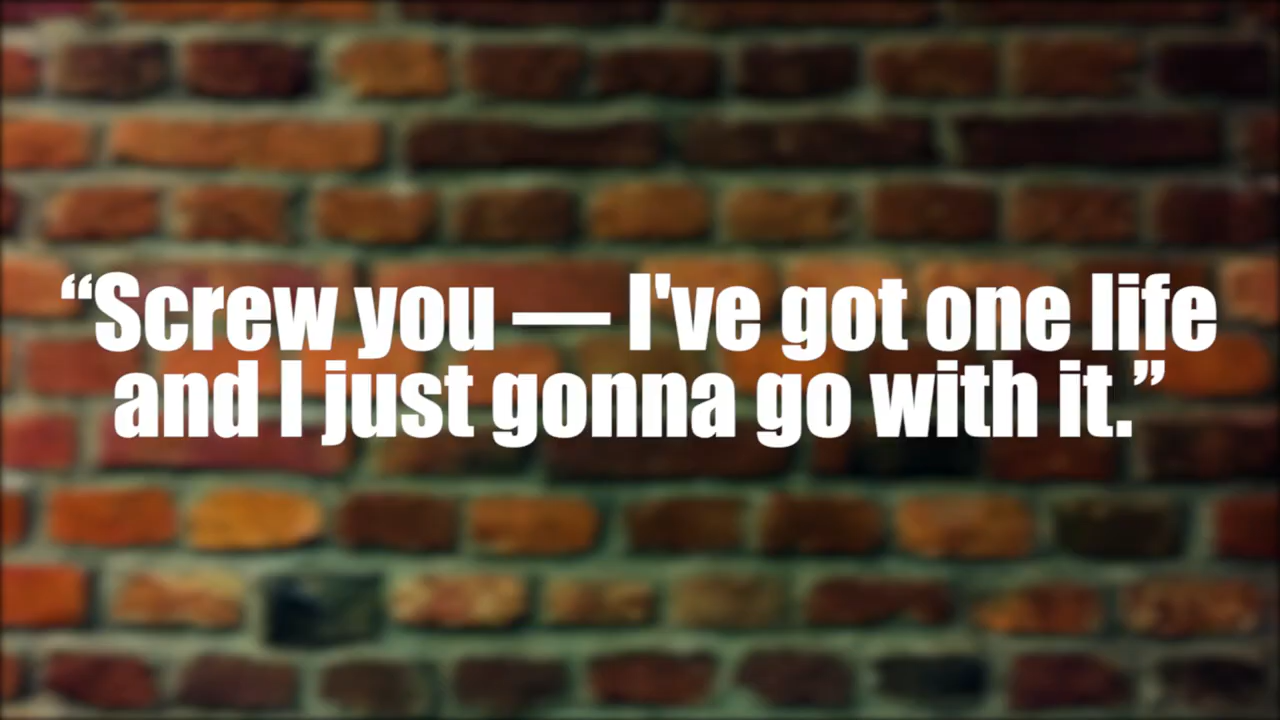 “Screw you — I've got one life
and I just gonna go with it.”